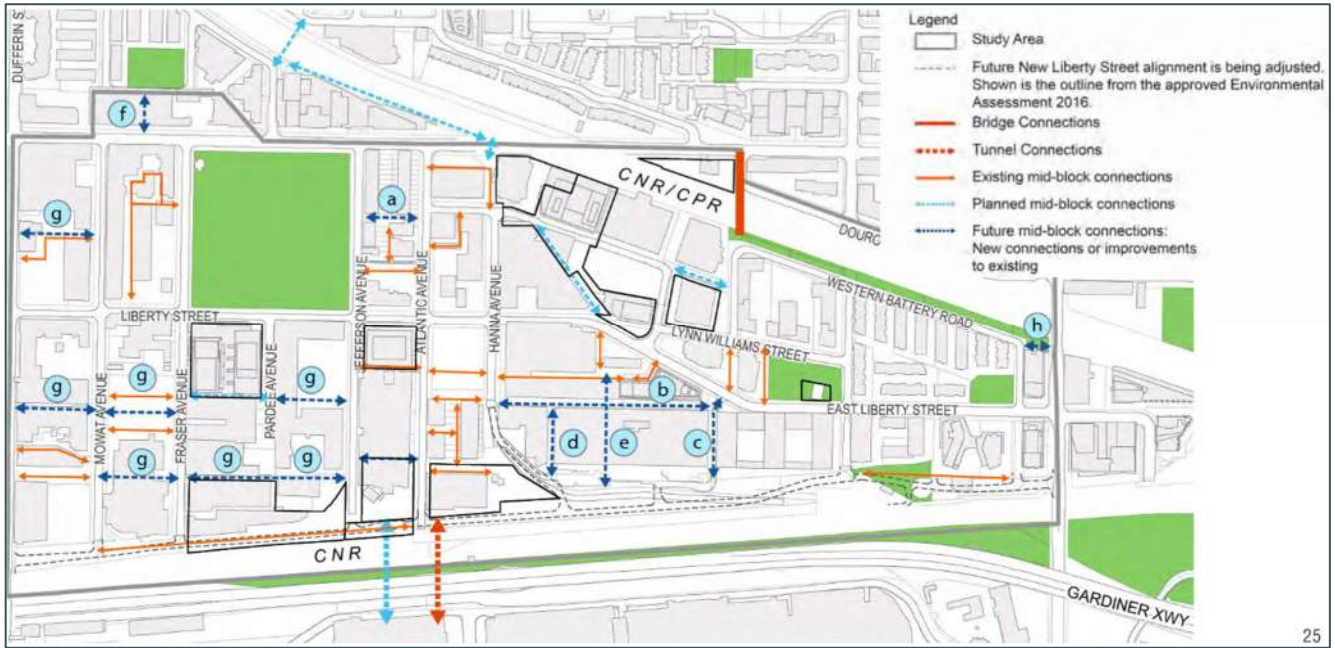 DUFFERIN S
f
g
a
CNR/CPR
DOURO
WESTERN BATTERY ROAD
h
LIBERTY STREET
JEFFERSON AVENUE
ATLANTIC AVENUE
HANNA AVENUE
LYNN WILLIAMS STREET
g
MOWAT AVENUE
g
FRASER AVENUE
PARDEE AVENUE
g
b
EAST LIBERTY STREET
d
e
c
g
g
g
CNR
GARDINER XWY
Legend
Study Area
Future New Liberty Street alignment is being adjusted.
Shown is the outline from the approved Environmental
Assessment 2016.
Bridge Connections
Tunnel Connections
Existing mid-block connections
Planned mid-block connections
Future mid-block connections:
New connections or improvements
to existing
25